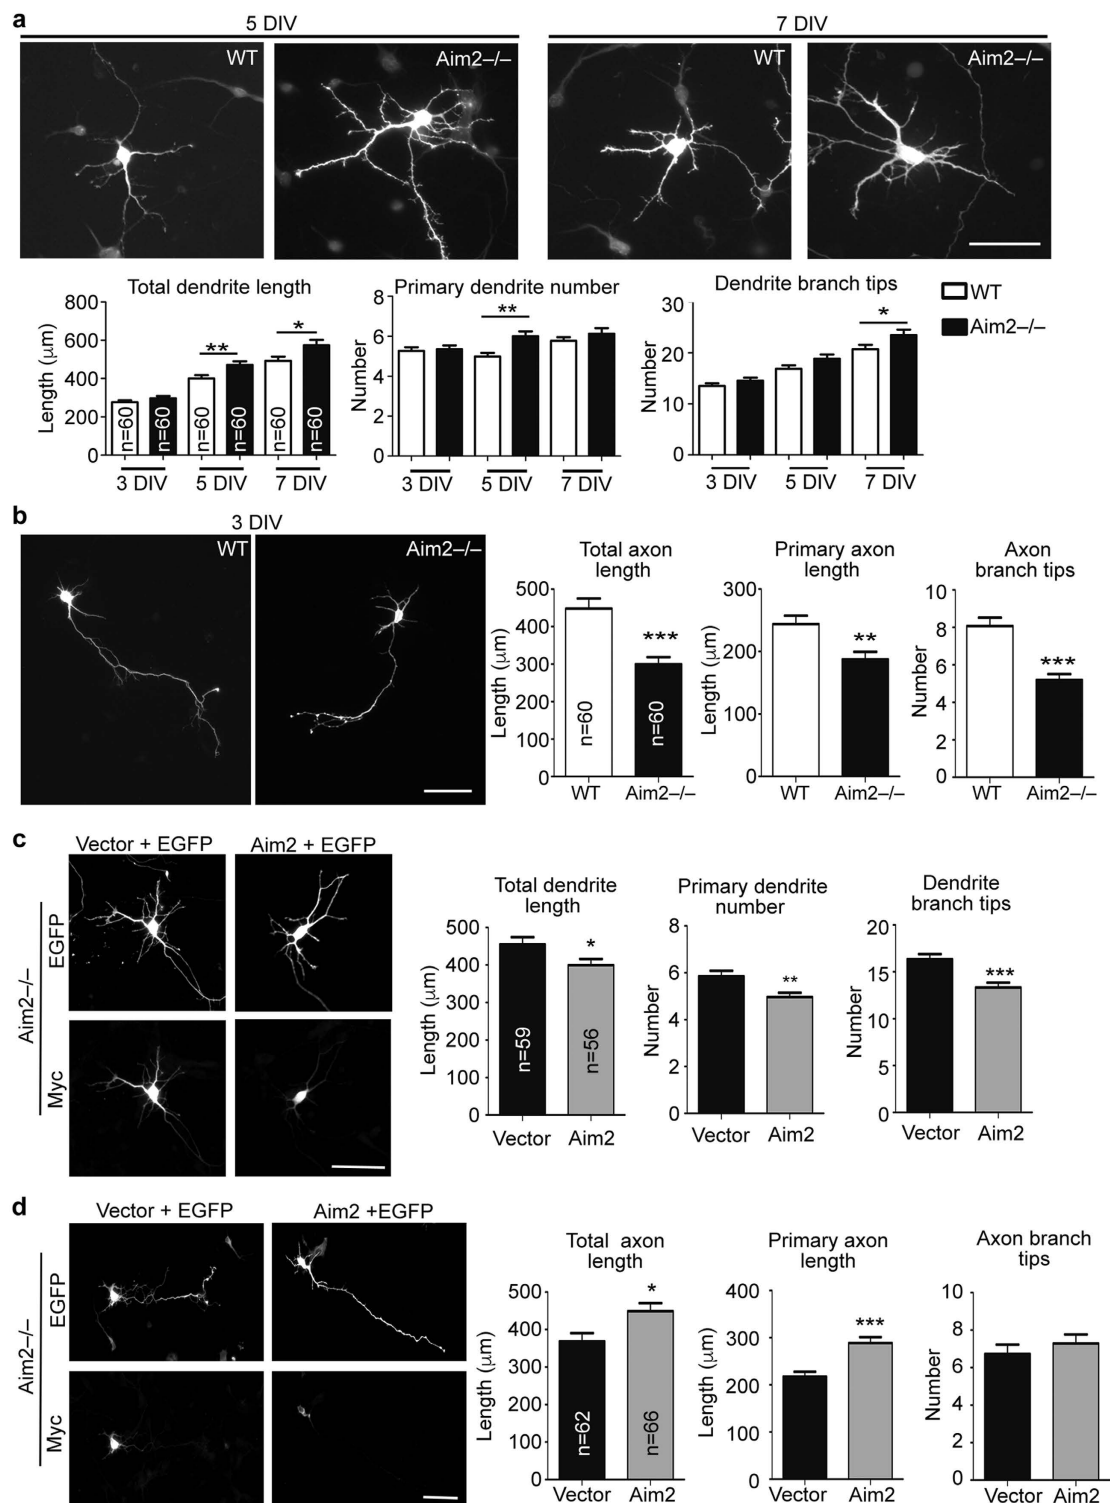 a
5 DIV
7 DIV
WT
Aim2–/–
WT
Aim2–/–
Total dendrite length
Length (μm)
800
600
400
200
0
**
*
n=60
n=60
n=60
n=60
n=60
n=60
3 DIV
5 DIV
7 DIV
Primary dendrite number
Number
8
6
4
2
0
**
3 DIV
5 DIV
7 DIV
Dendrite branch tips
Number
30
20
10
0
*
3 DIV
5 DIV
7 DIV
WT
Aim2–/–
b
3 DIV
WT
Aim2–/–
Total axon
length
Length (μm)
500
400
300
200
100
0
***
n=60
n=60
WT
Aim2–/–
Primary axon
length
Length (μm)
300
200
100
0
**
WT
Aim2–/–
Axon
branch tips
Number
10
8
6
4
2
0
***
WT
Aim2–/–
c
Vector + EGFP
Aim2 + EGFP
Aim2–/–
EGFP
Myc
Total dendrite
length
Length (μm)
500
400
300
200
100
0
*
n=59
n=56
Vector
Aim2
Primary dendrite
number
Number
8
6
4
2
0
**
Vector
Aim2
Dendrite
branch tips
Number
20
15
10
5
0
***
Vector
Aim2
d
Vector + EGFP
Aim2 +EGFP
Aim2–/–
EGFP
Myc
Total axon
length
Length (μm)
500
400
300
200
100
0
*
n=62
n=66
Vector
Aim2
Primary axon
length
Length (μm)
400
300
200
100
0
***
Vector
Aim2
Axon branch
tips
Number
10
8
6
4
2
0
Vector
Aim2